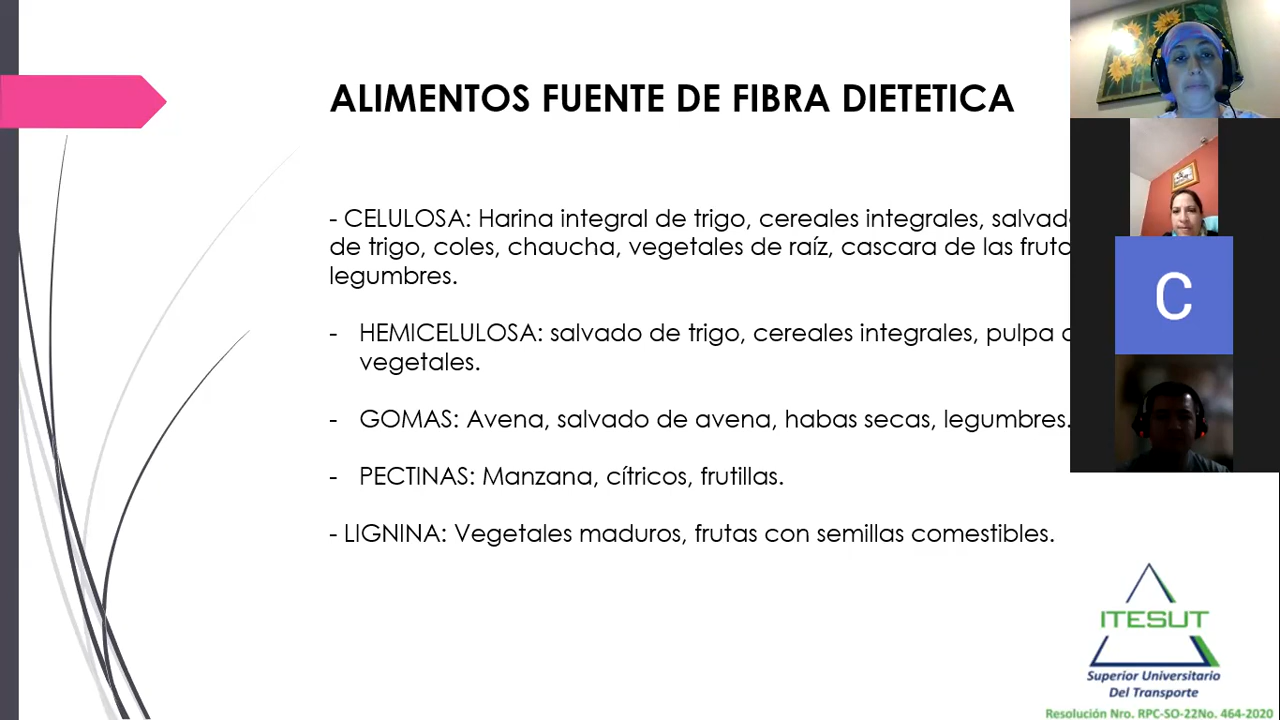 ALIMENTOS FUENTE DE FIBRA DIETETICA
- CELULOSA: Harina integral de trigo, cereales integrales,
de trigo, coles, chaucha, vegetales de raíz, cascara de las
legumbres.
- HEMICELULOSA: salvado de trigo, cereales integrales, pulpa
vegetales.
- GOMAS: Avena, salvado de avena, habas secas, legumbres.
- PECTINAS: Manzana, cítricos, frutillas.
- LIGNINA: Vegetales maduros, frutas con semillas comestibles.
C
ITESUT
Superior Universitario
Del Transporte
Resolución Nro. RPC-SO-22No. 464-2020